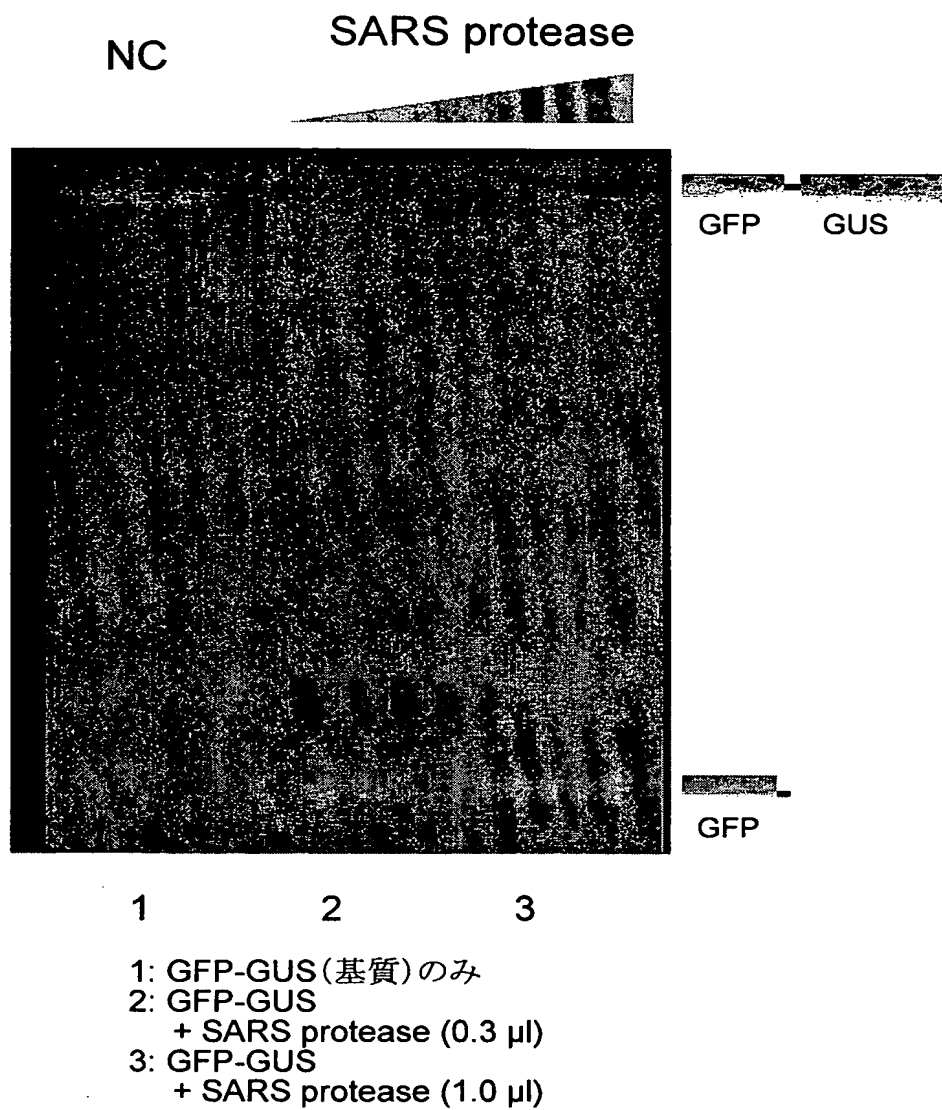 NC
SARS protease
GFP GUS
GFP
1 2 3
1: GFP-GUS(基質)のみ
2: GFP-GUS
+ SARS protease (0.3 µl)
3: GFP-GUS
+ SARS protease (1.0 µl)